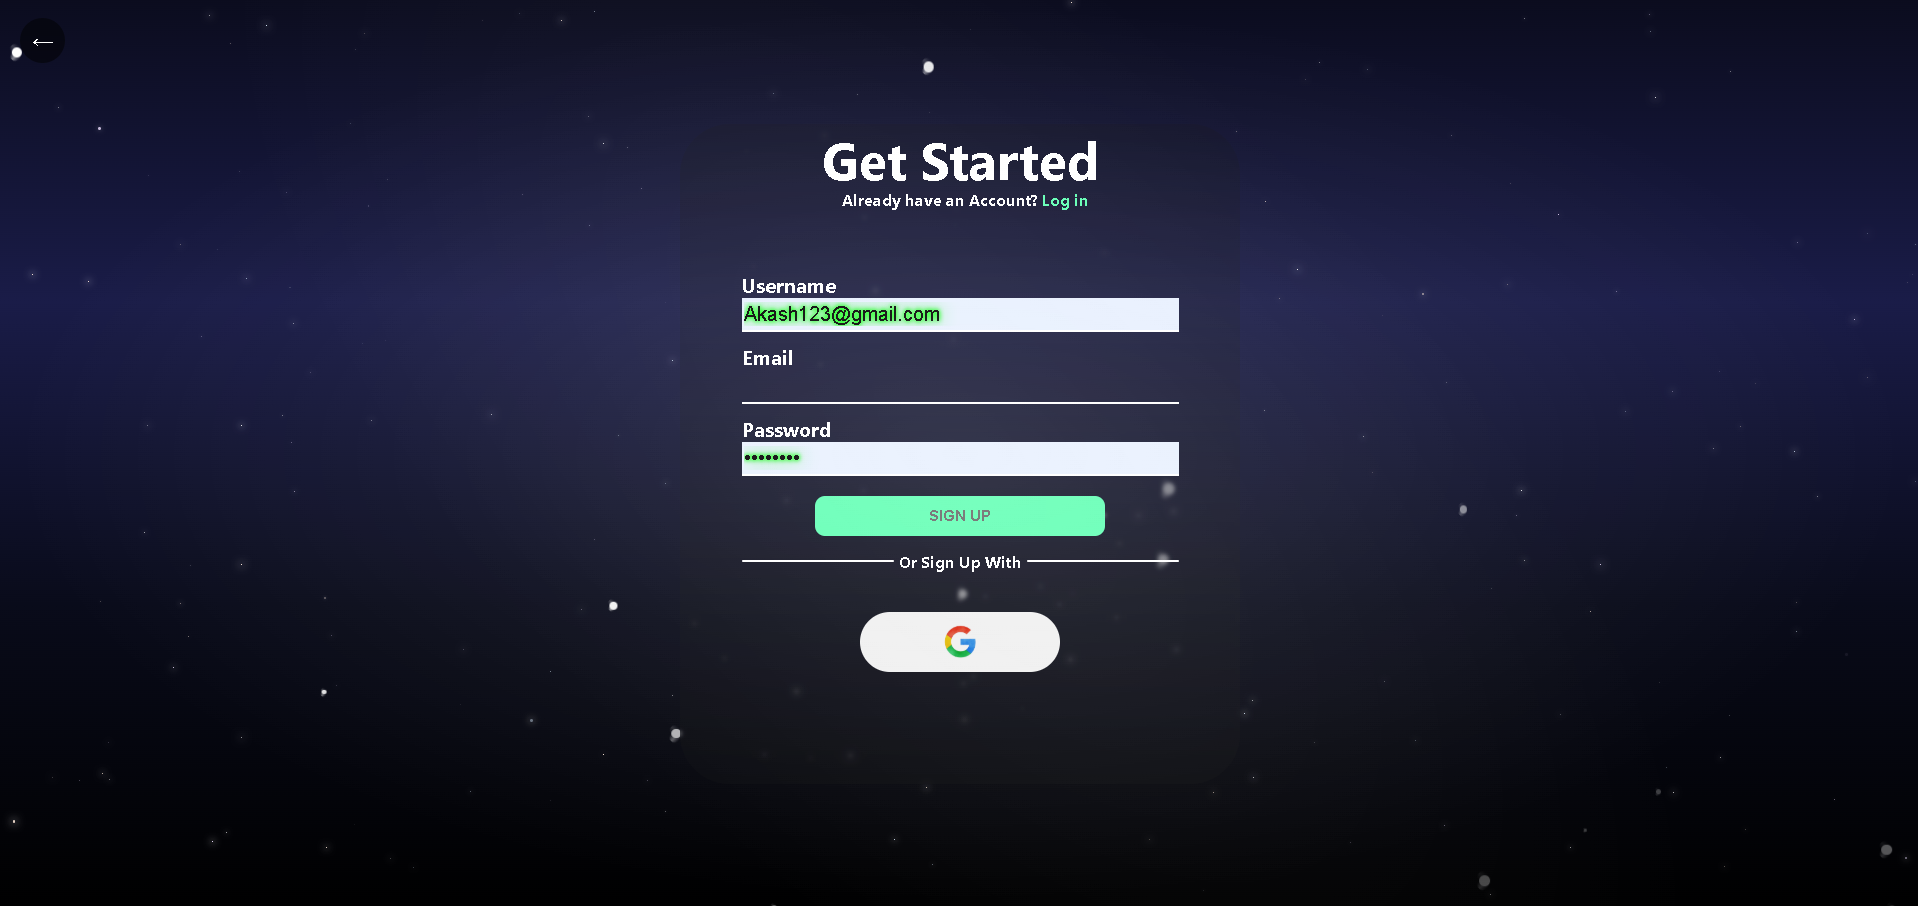 ←
Get Started
Already have an Account? Log in
Username
Akash123@gmail.com
Email
Password
••••••••
SIGN UP
Or Sign Up With